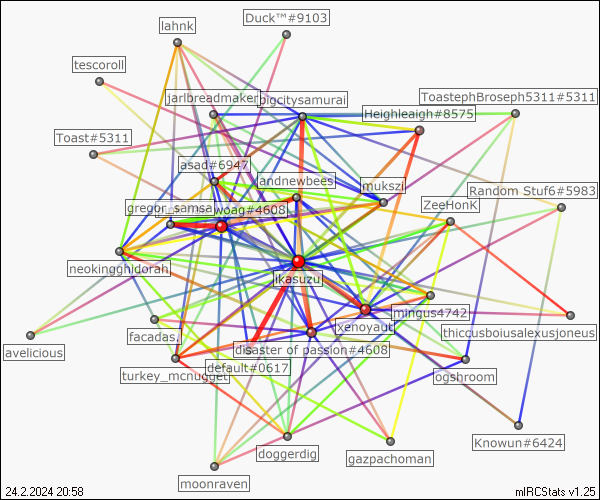 Duck™#9103
lahnk
tescoroll
jarlbreadmaker
bigcitysamurai
ToastephBroseph5311#5311
Heighleaigh#8575
Toast#5311
asad#6947
andnewbees
mukszi
Random Stuf6#5983
ZeeHonK
gregor_samsa
woag#4608
neokingghidorah
ikasuzu
mingus4742
xenoyaut
thiccusboiusalexusjoneus
facadas.
avelicious
disaster of passion#4608
default#0617
turkey_mcnugget
ogshroom
doggerdig
gazpachoman
Knowun#6424
moonraven
24.2.2024 20:58
mIRCStats v1.25